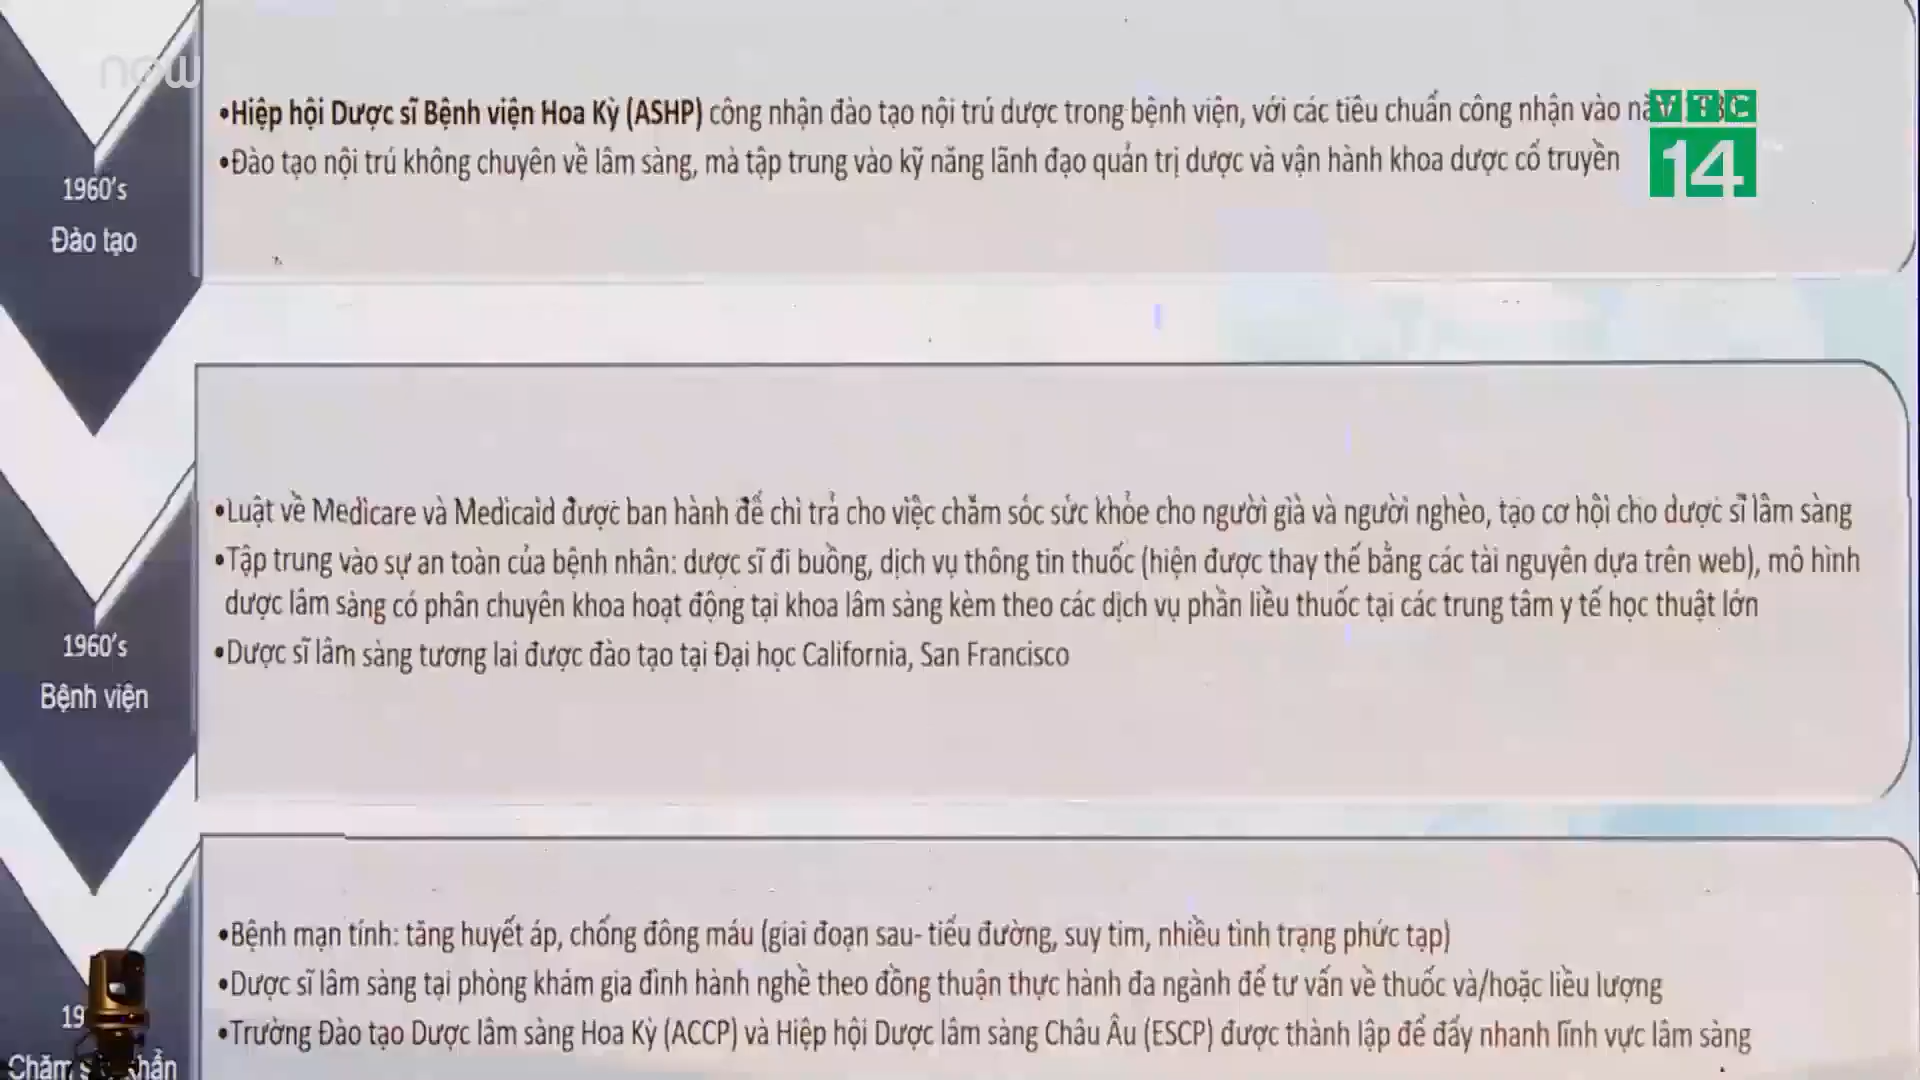 now
VTC
14
•Hiệp hội Dược sĩ Bệnh viện Hoa Kỳ (ASHP) công nhận đào tạo nội trú dược trong bệnh viện, với các tiêu chuẩn công nhận vào
•Đào tạo nội trú không chuyên về lâm sàng, mà tập trung vào kỹ năng lãnh đạo quản trị dược và vận hành khoa dược cổ truyền
1960's
Đào tạo
•Luật về Medicare và Medicaid được ban hành để chi trả cho việc chăm sóc sức khỏe cho người già và người nghèo, tạo cơ hội cho dược sĩ lâm sàng
•Tập trung vào sự an toàn của bệnh nhân: dược sĩ đi buồng, dịch vụ thông tin thuốc (hiện được thay thế bằng các tài nguyên dựa trên web), mô hình
dược lâm sàng có phân chuyên khoa hoạt động tại khoa lâm sàng kèm theo các dịch vụ phần liều thuốc tại các trung tâm y tế học thuật lớn
•Dược sĩ lâm sàng tương lai được đào tạo tại Đại học California, San Francisco
1960's
Bệnh viện
•Bệnh mạn tính: tăng huyết áp, chống đông máu (giai đoạn sau- tiểu đường, suy tim, nhiều tình trạng phức tạp)
•Dược sĩ lâm sàng tại phòng khám gia đình hành nghề theo đồng thuận thực hành đa ngành để tư vấn về thuốc và/hoặc liều lượng
•Trường Đào tạo Dược lâm sàng Hoa Kỳ (ACCP) và Hiệp hội Dược lâm sàng Châu Âu (ESCP) được thành lập để đẩy nhanh lĩnh vực lâm sàng